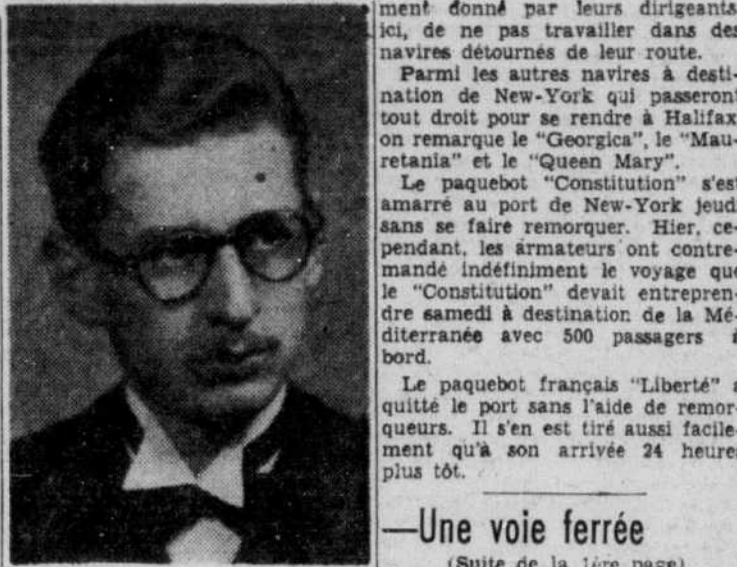 ment donné par leurs dirigeants
ici, de ne pas travailler dans des
navires détournés de leur route.
Parmi les autres navires à desti-
nation de New-York qui passeront
tout droit pour se rendre à Halifax
on remarque le "Georgica", le "Mau-
retania" et le "Queen Mary".
Le paquebot "Constitution" s'est
amarré au port de New-York jeudi
sans se faire remorquer. Hier, ce-
pendant, les armateurs ont contre-
mandé indéfiniment le voyage que
le "Constitution" devait entrepren-
dre samedi à destination de la Mé-
diterranée avec 500 passagers à
bord.
Le paquebot français "Liberté" a
quitté le port sans l'aide de remor-
queurs. Il s'en est tiré aussi facile-
ment qu'à son arrivée 24 heures
plus tôt.
—Une voie ferrée
(Suite de la 1ère page)